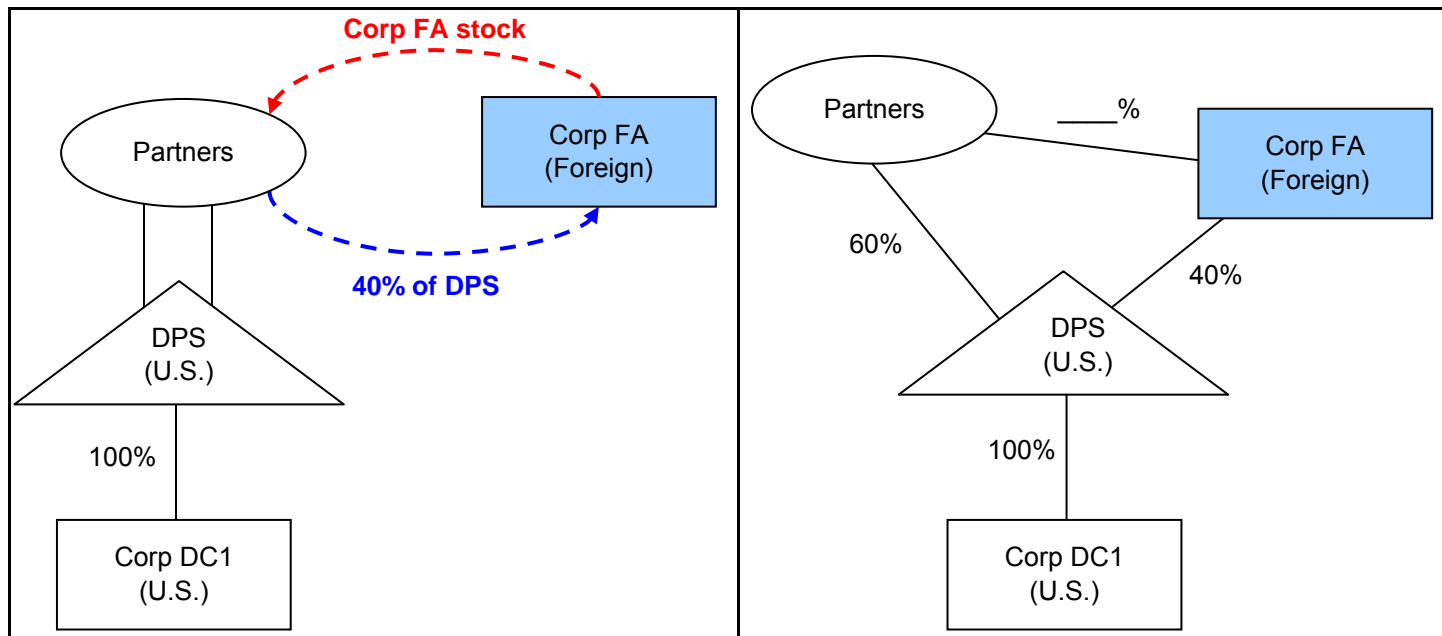 Corp FA stock
Partners
Corp FA
(Foreign)
40% of DPS
DPS
(U.S.)
100%
Corp DC1
(U.S.)
Partners
_____%
Corp FA
(Foreign)
60%
40%
DPS
(U.S.)
100%
Corp DC1
(U.S.)